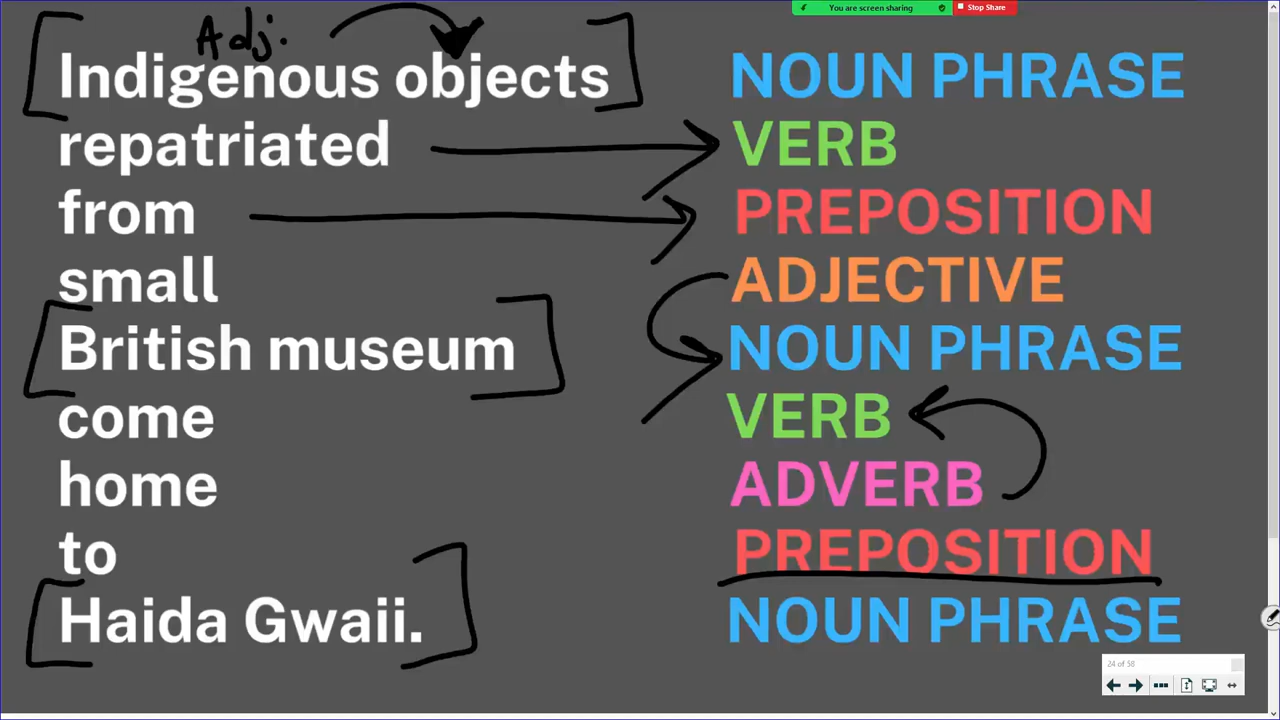 You are screen sharing Stop Share
Adj.
Indigenous objects NOUN PHRASE
repatriated VERB
from PREPOSITION
small ADJECTIVE
British museum NOUN PHRASE
come VERB
home ADVERB
to PREPOSITION
Haida Gwaii. NOUN PHRASE
24 of 58